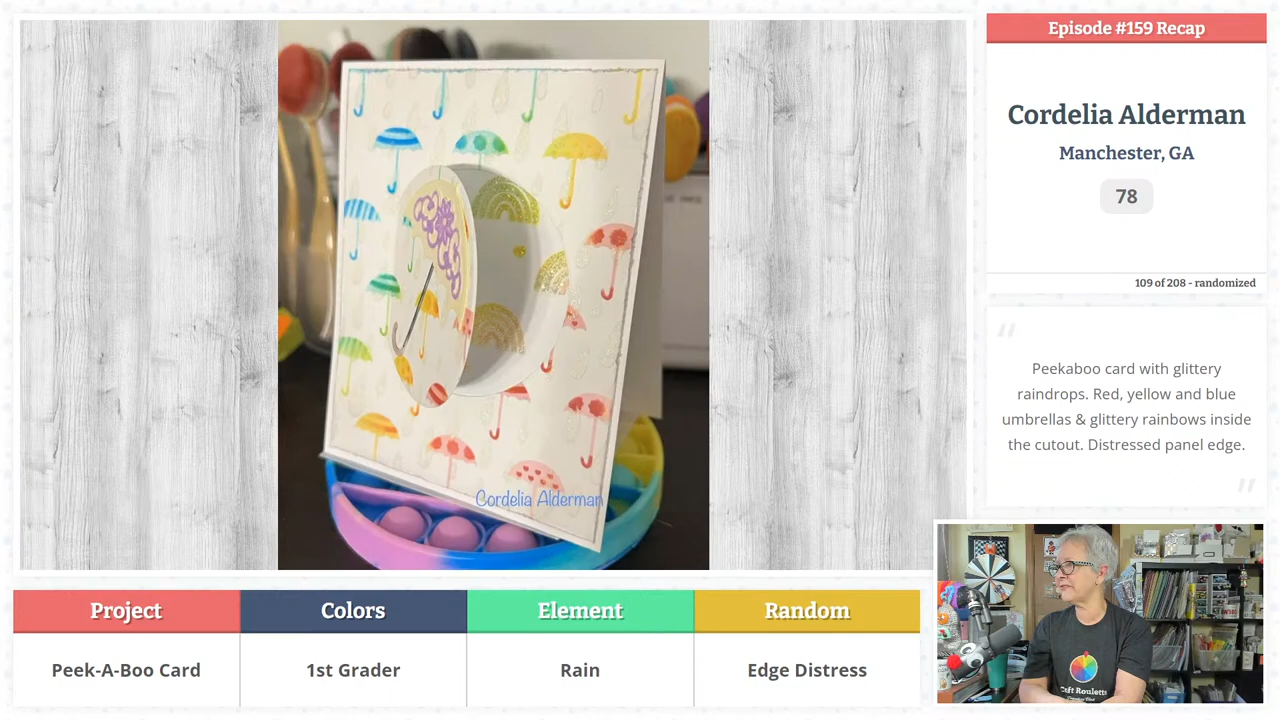 Episode #159 Recap
Cordelia Alderman
Manchester, GA
78
109 of 208 - randomized
Peekaboo card with glittery
raindrops. Red, yellow and blue
umbrellas & glittery rainbows inside
the cutout. Distressed panel edge.
Cordelia Alderman
Project
Colors
Element
Random
Peek-A-Boo Card
1st Grader
Rain
Edge Distress
Craft Roulette